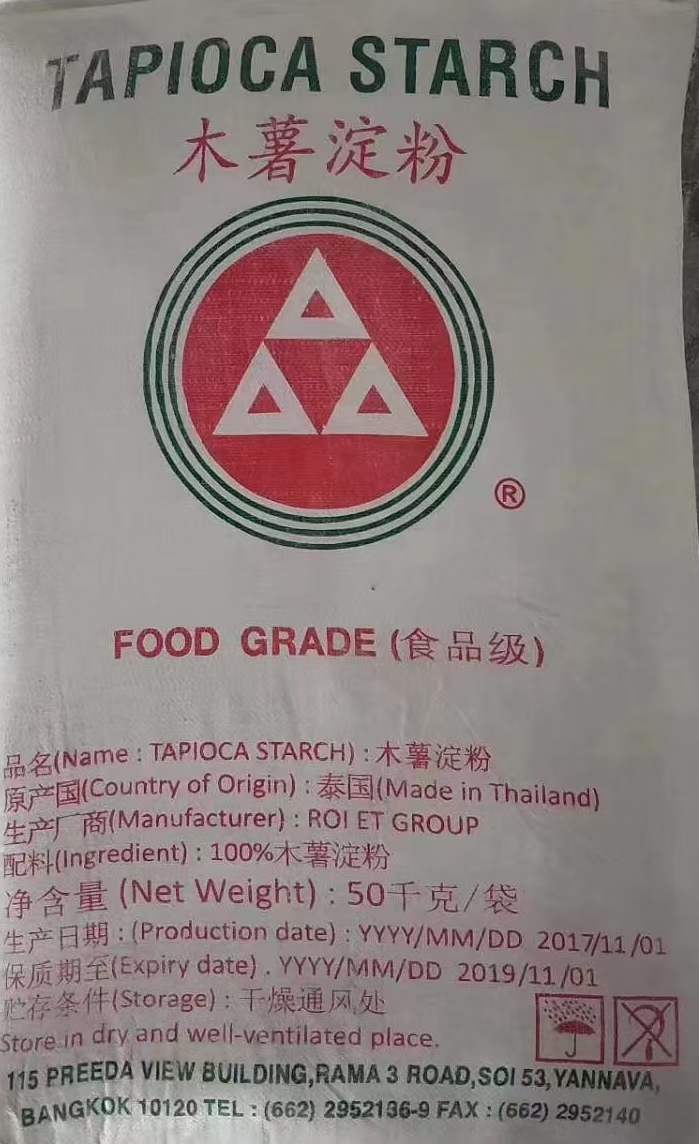 TAPIOCA STARCH
木薯淀粉
®
FOOD GRADE (食品级)
品名(Name : TAPIOCA STARCH) : 木薯淀粉
原产国(Country of Origin) : 泰国(Made in Thailand)
生产厂商(Manufacturer) : ROI ET GROUP
配料(Ingredient) : 100%木薯淀粉
净含量 (Net Weight) : 50千克/袋
生产日期 : (Production date) : YYYY/MM/DD 2017/11/01
保质期至(Expiry date) . YYYY/MM/DD 2019/11/01
贮存条件(Storage) : 干燥通风处
Store in dry and well-ventilated place.
115 PREEDA VIEW BUILDING,RAMA 3 ROAD,SOI 53,YANNAVA,
BANGKOK 10120 TEL : (662) 2952136-9 FAX : (662) 2952140